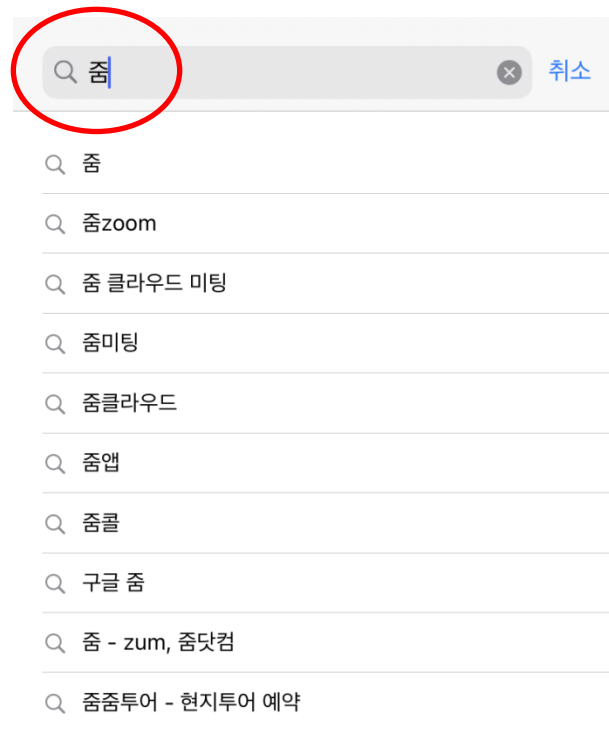 줌 취소
줌
줌zoom
줌 클라우드 미팅
줌미팅
줌클라우드
줌앱
줌콜
구글 줌
줌 - zum, 줌닷컴
줌줌투어 - 현지투어 예약